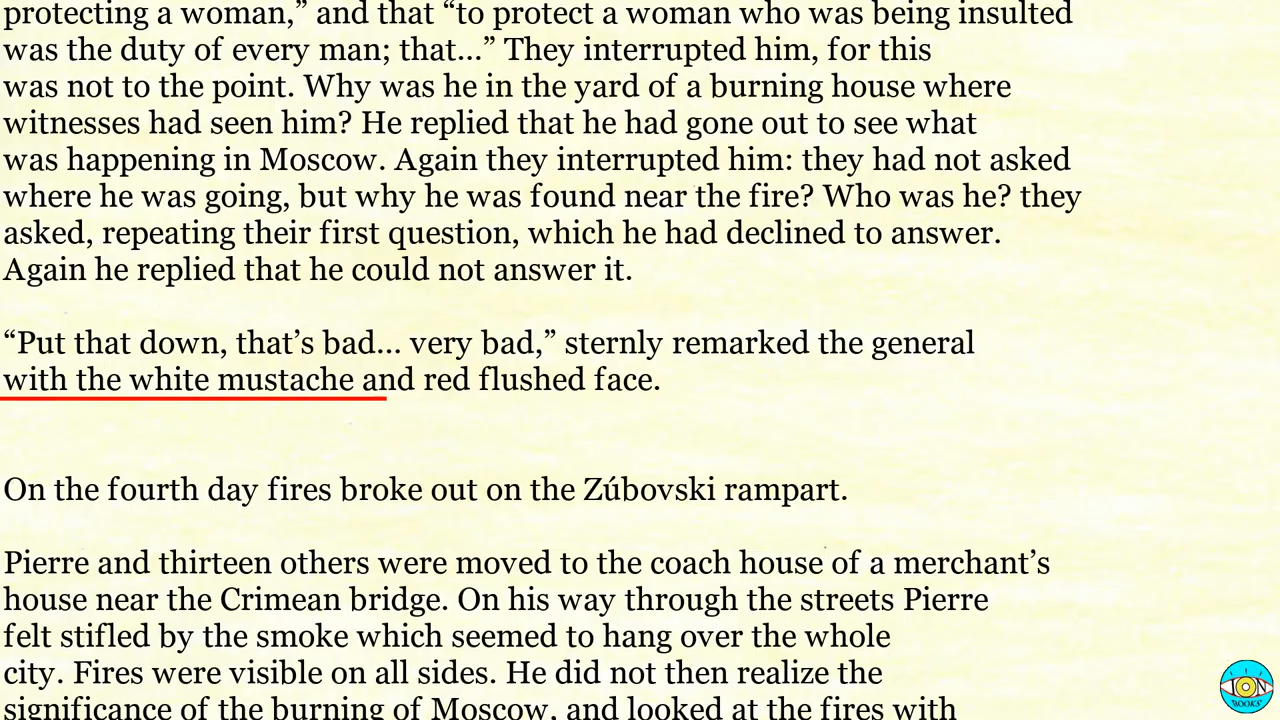 protecting a woman,” and that “to protect a woman who was being insulted
was the duty of every man; that...” They interrupted him, for this
was not to the point. Why was he in the yard of a burning house where
witnesses had seen him? He replied that he had gone out to see what
was happening in Moscow. Again they interrupted him: they had not asked
where he was going, but why he was found near the fire? Who was he? they
asked, repeating their first question, which he had declined to answer.
Again he replied that he could not answer it.
“Put that down, that’s bad... very bad,” sternly remarked the general
with the white mustache and red flushed face.
On the fourth day fires broke out on the Zúbovski rampart.
Pierre and thirteen others were moved to the coach house of a merchant’s
house near the Crimean bridge. On his way through the streets Pierre
felt stifled by the smoke which seemed to hang over the whole
city. Fires were visible on all sides. He did not then realize the
significance of the burning of Moscow, and looked at the fires with
ION
BOOKS